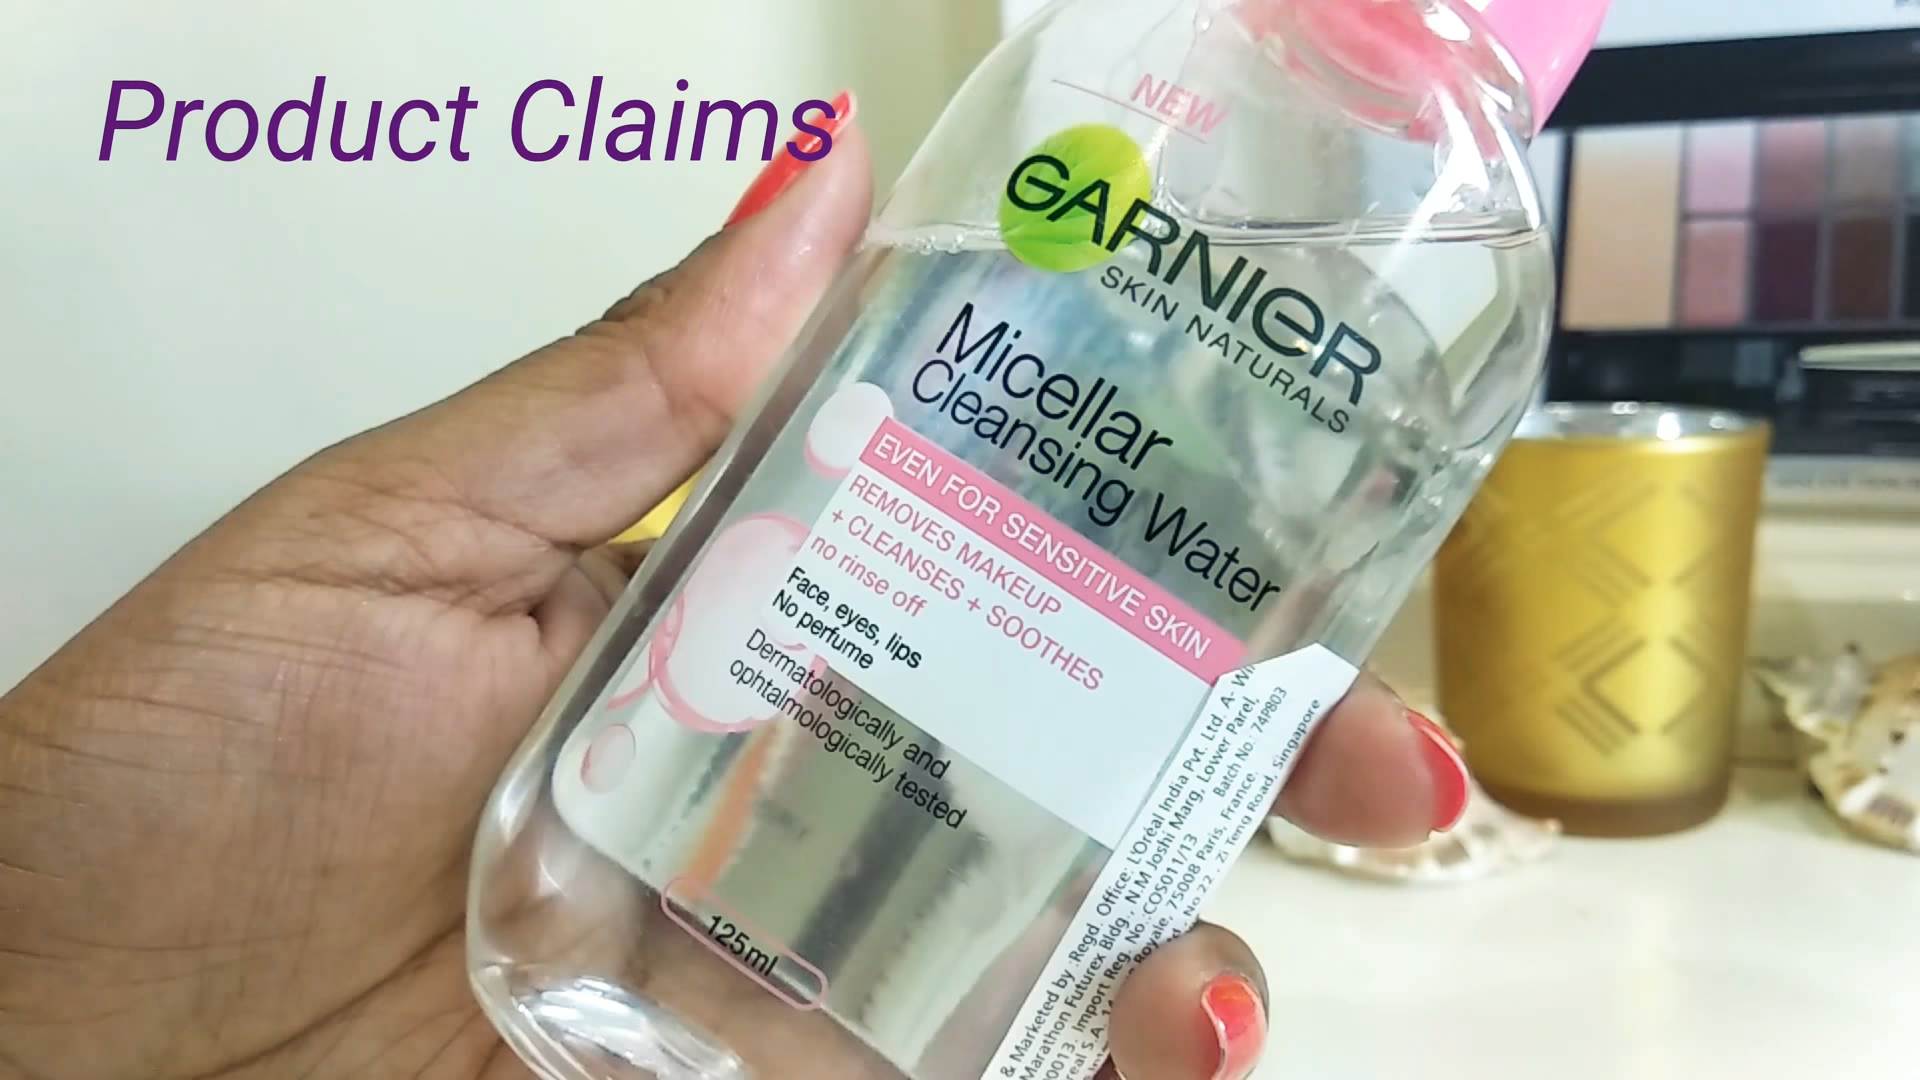 Product Claims
NEW
GARNIER
SKIN NATURALS
Micellar
Cleansing Water
EVEN FOR SENSITIVE SKIN
REMOVES MAKEUP
+ CLEANSES + SOOTHES
no rinse off
Face, eyes, lips
No perfume
Dermatologically and
ophtalmologically tested
125ml
& Marketed by :Regd. Office: L'Oréal India Pvt. Ltd. A-
Marathon Futurex Bldg., N.M Joshi Marg, Lower Parel,
Import Reg. No.:COS011/13 Batch No: 74P803
Royale, 75008 Paris, France.
No 22, Zi Teng Road, Singapore